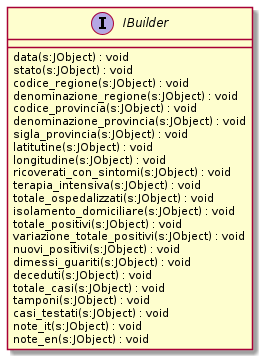 I IBuilder
data(s:JObject) : void
stato(s:JObject) : void
codice_regione(s:JObject) : void
denominazione_regione(s:JObject) : void
codice_provincia(s:JObject) : void
denominazione_provincia(s:JObject) : void
sigla_provincia(s:JObject) : void
latitutine(s:JObject) : void
longitudine(s:JObject) : void
ricoverati_con_sintomi(s:JObject) : void
terapia_intensiva(s:JObject) : void
totale_ospedalizzati(s:JObject) : void
isolamento_domiciliare(s:JObject) : void
totale_positivi(s:JObject) : void
variazione_totale_positivi(s:JObject) : void
nuovi_positivi(s:JObject) : void
dimessi_guariti(s:JObject) : void
deceduti(s:JObject) : void
totale_casi(s:JObject) : void
tamponi(s:JObject) : void
casi_testati(s:JObject) : void
note_it(s:JObject) : void
note_en(s:JObject) : void